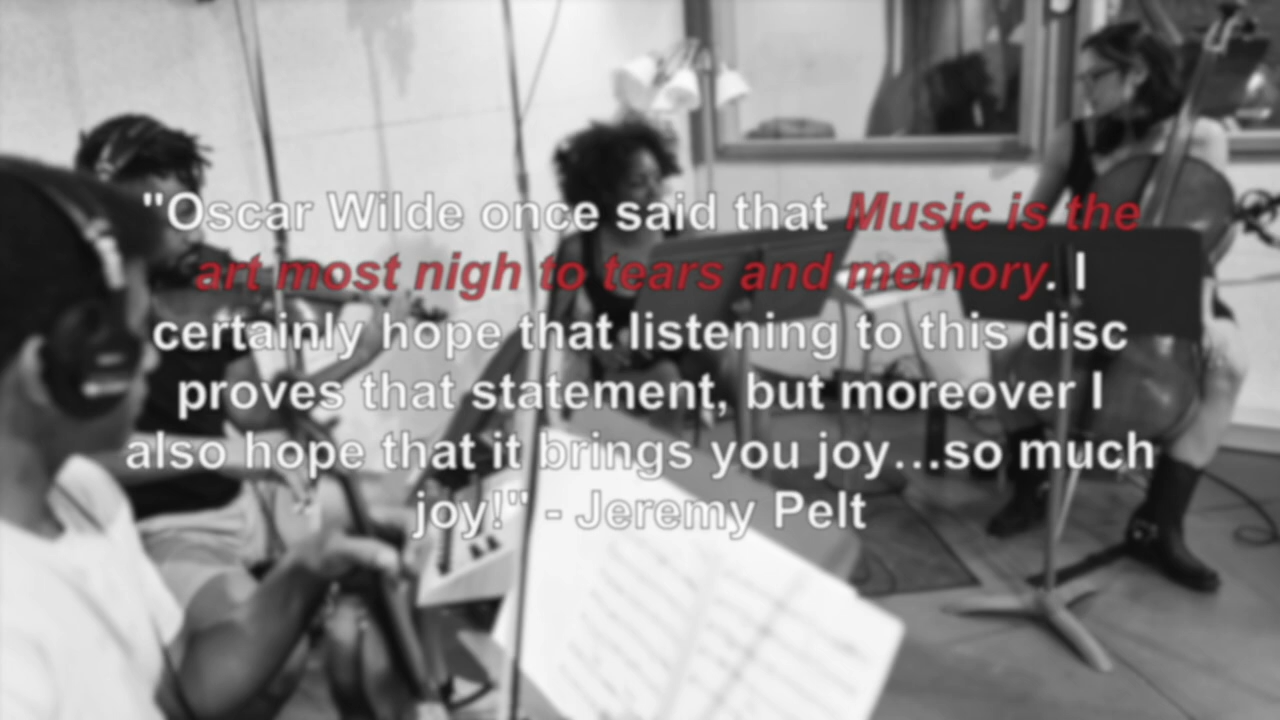 "Oscar Wilde once said that Music is the
art most nigh to tears and memory. I
certainly hope that listening to this disc
proves that statement, but moreover I
also hope that it brings you joy…so much
joy!" - Jeremy Pelt